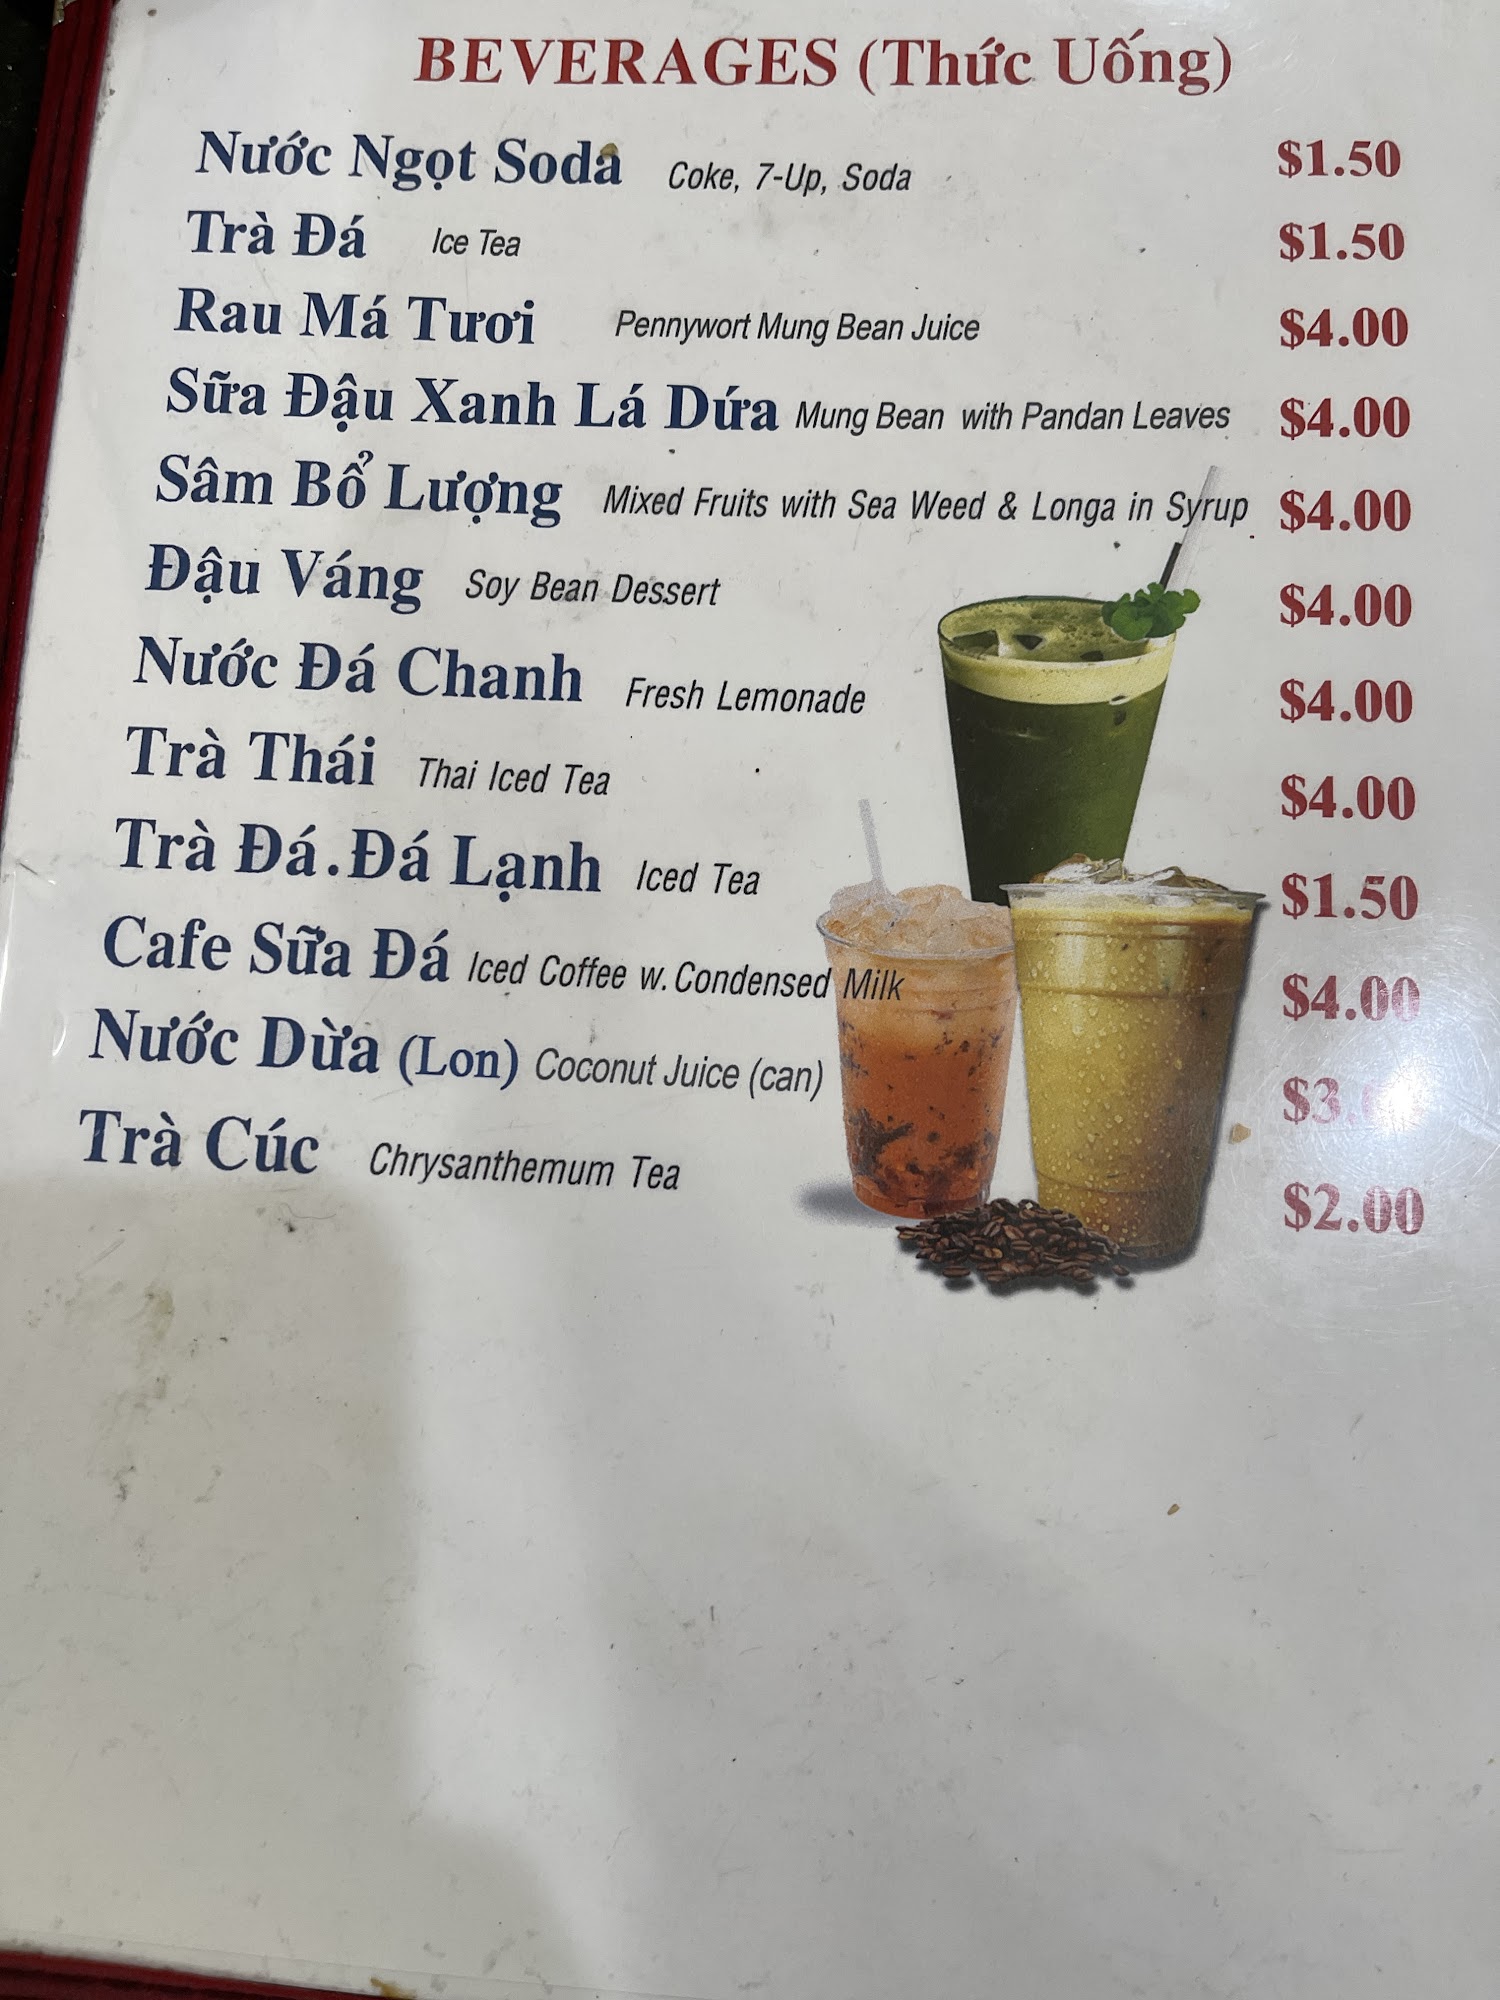 BEVERAGES (Thức Uống)
Nước Ngọt Soda Coke, 7-Up, Soda $1.50
Trà Đá Ice Tea $1.50
Rau Má Tươi Pennywort Mung Bean Juice $4.00
Sữa Đậu Xanh Lá Dứa Mung Bean with Pandan Leaves $4.00
Sâm Bổ Lượng Mixed Fruits with Sea Weed & Longa in Syrup $4.00
Đậu Váng Soy Bean Dessert $4.00
Nước Đá Chanh Fresh Lemonade $4.00
Trà Thái Thai Iced Tea $4.00
Trà Đá.Đá Lạnh Iced Tea $1.50
Cafe Sữa Đá Iced Coffee w. Condensed Milk $4.00
Nước Dừa (Lon) Coconut Juice (can)
Trà Cúc Chrysanthemum Tea $2.00